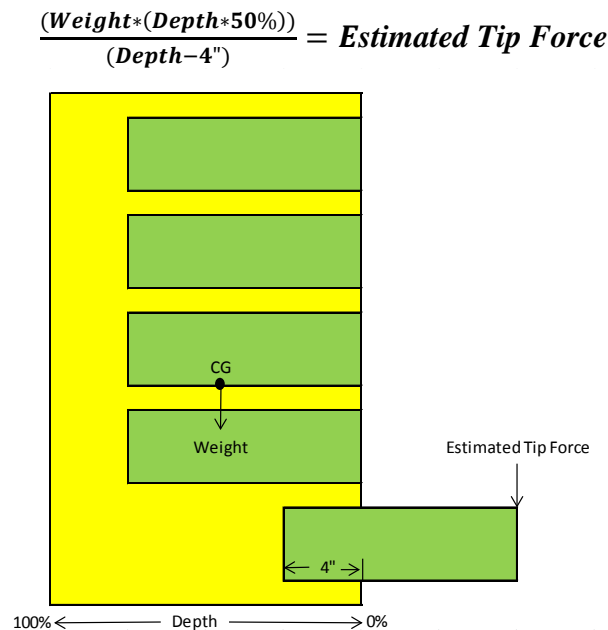 (Weight*(Depth*50%))
(Depth−4") = Estimated Tip Force
CG
Weight
Estimated Tip Force
4"
100% Depth 0%